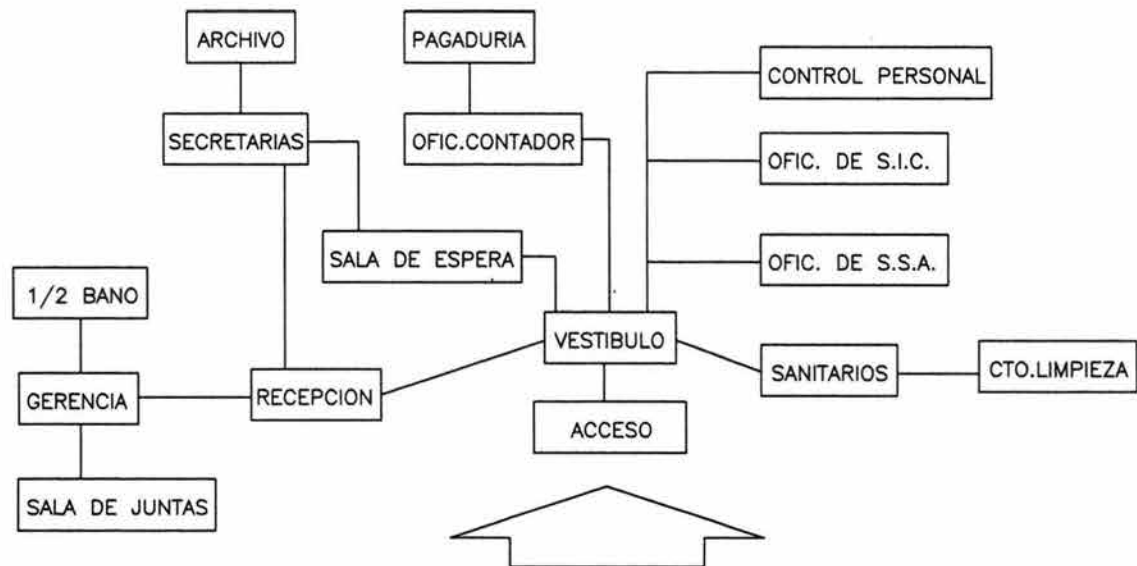 ARCHIVO
PAGADURIA
CONTROL PERSONAL
SECRETARIAS
OFIC.CONTADOR
OFIC. DE S.I.C.
SALA DE ESPERA
OFIC. DE S.S.A.
1/2 BANO
VESTIBULO
SANITARIOS
CTO.LIMPIEZA
GERENCIA
RECEPCION
ACCESO
SALA DE JUNTAS